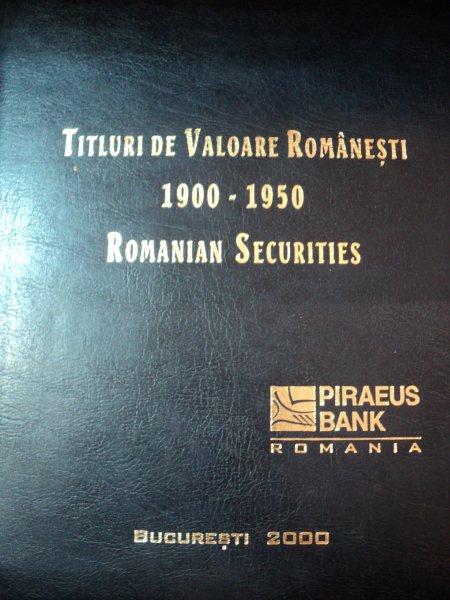 TITLURI DE VALOARE ROMÂNEȘTI
1900 - 1950
ROMANIAN SECURITIES
PIRAEUS
BANK
ROMANIA
BUCUREȘTI 2000